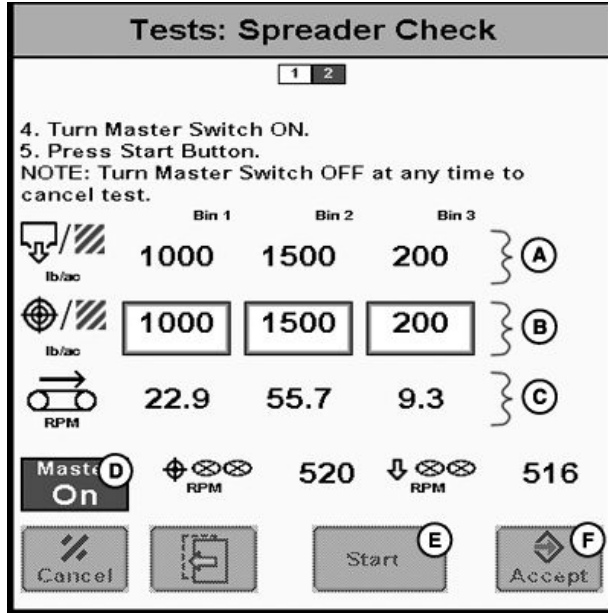 Tests: Spreader Check
1 2
4. Turn Master Switch ON.
5. Press Start Button.
NOTE: Turn Master Switch OFF at any time to
cancel test.
Bin 1 Bin 2 Bin 3
1000 1500 200 A
lb/ac
1000 1500 200 B
lb/ac
22.9 55.7 9.3 C
RPM
Maste D
On
RPM 520 RPM 516
Cancel Start E Accept F